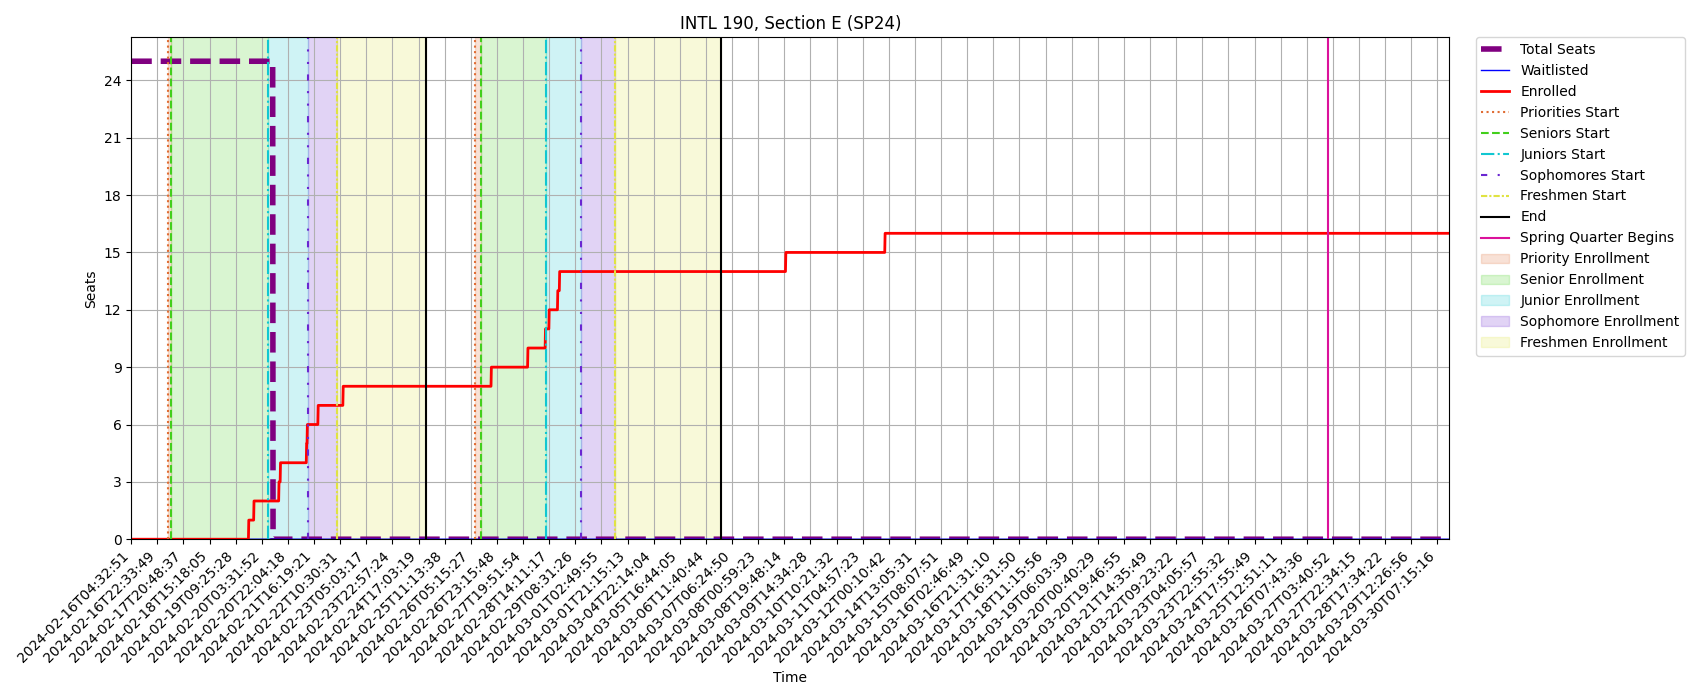 INTL 190, Section E (SP24)
Seats
24
21
18
15
12
9
6
3
0
2024-02-16T04:32:51
2024-02-16T22:33:49
2024-02-17T20:48:37
2024-02-18T15:18:05
2024-02-19T09:25:28
2024-02-20T03:31:52
2024-02-20T22:04:18
2024-02-21T16:19:21
2024-02-22T10:30:31
2024-02-23T05:03:17
2024-02-23T22:57:24
2024-02-24T17:03:19
2024-02-25T11:13:38
2024-02-26T05:15:27
2024-02-26T23:15:48
2024-02-27T19:51:54
2024-02-28T14:11:17
2024-02-29T08:31:26
2024-03-01T02:49:55
2024-03-01T21:15:13
2024-03-04T22:14:04
2024-03-05T16:44:05
2024-03-06T11:40:44
2024-03-07T06:24:50
2024-03-08T00:59:23
2024-03-08T19:48:14
2024-03-09T14:34:28
2024-03-10T10:21:32
2024-03-11T04:57:23
2024-03-12T00:10:42
2024-03-14T13:05:31
2024-03-15T08:07:51
2024-03-16T02:46:49
2024-03-16T21:31:10
2024-03-17T16:31:50
2024-03-18T11:15:56
2024-03-19T06:03:39
2024-03-20T00:40:29
2024-03-20T19:46:55
2024-03-21T14:35:49
2024-03-22T09:23:22
2024-03-23T04:05:57
2024-03-23T22:55:32
2024-03-24T17:55:49
2024-03-25T12:51:11
2024-03-26T07:43:36
2024-03-27T03:40:52
2024-03-27T22:34:15
2024-03-28T17:34:22
2024-03-29T12:26:56
2024-03-30T07:15:16
Time
Total Seats
Waitlisted
Enrolled
Priorities Start
Seniors Start
Juniors Start
Sophomores Start
Freshmen Start
End
Spring Quarter Begins
Priority Enrollment
Senior Enrollment
Junior Enrollment
Sophomore Enrollment
Freshmen Enrollment